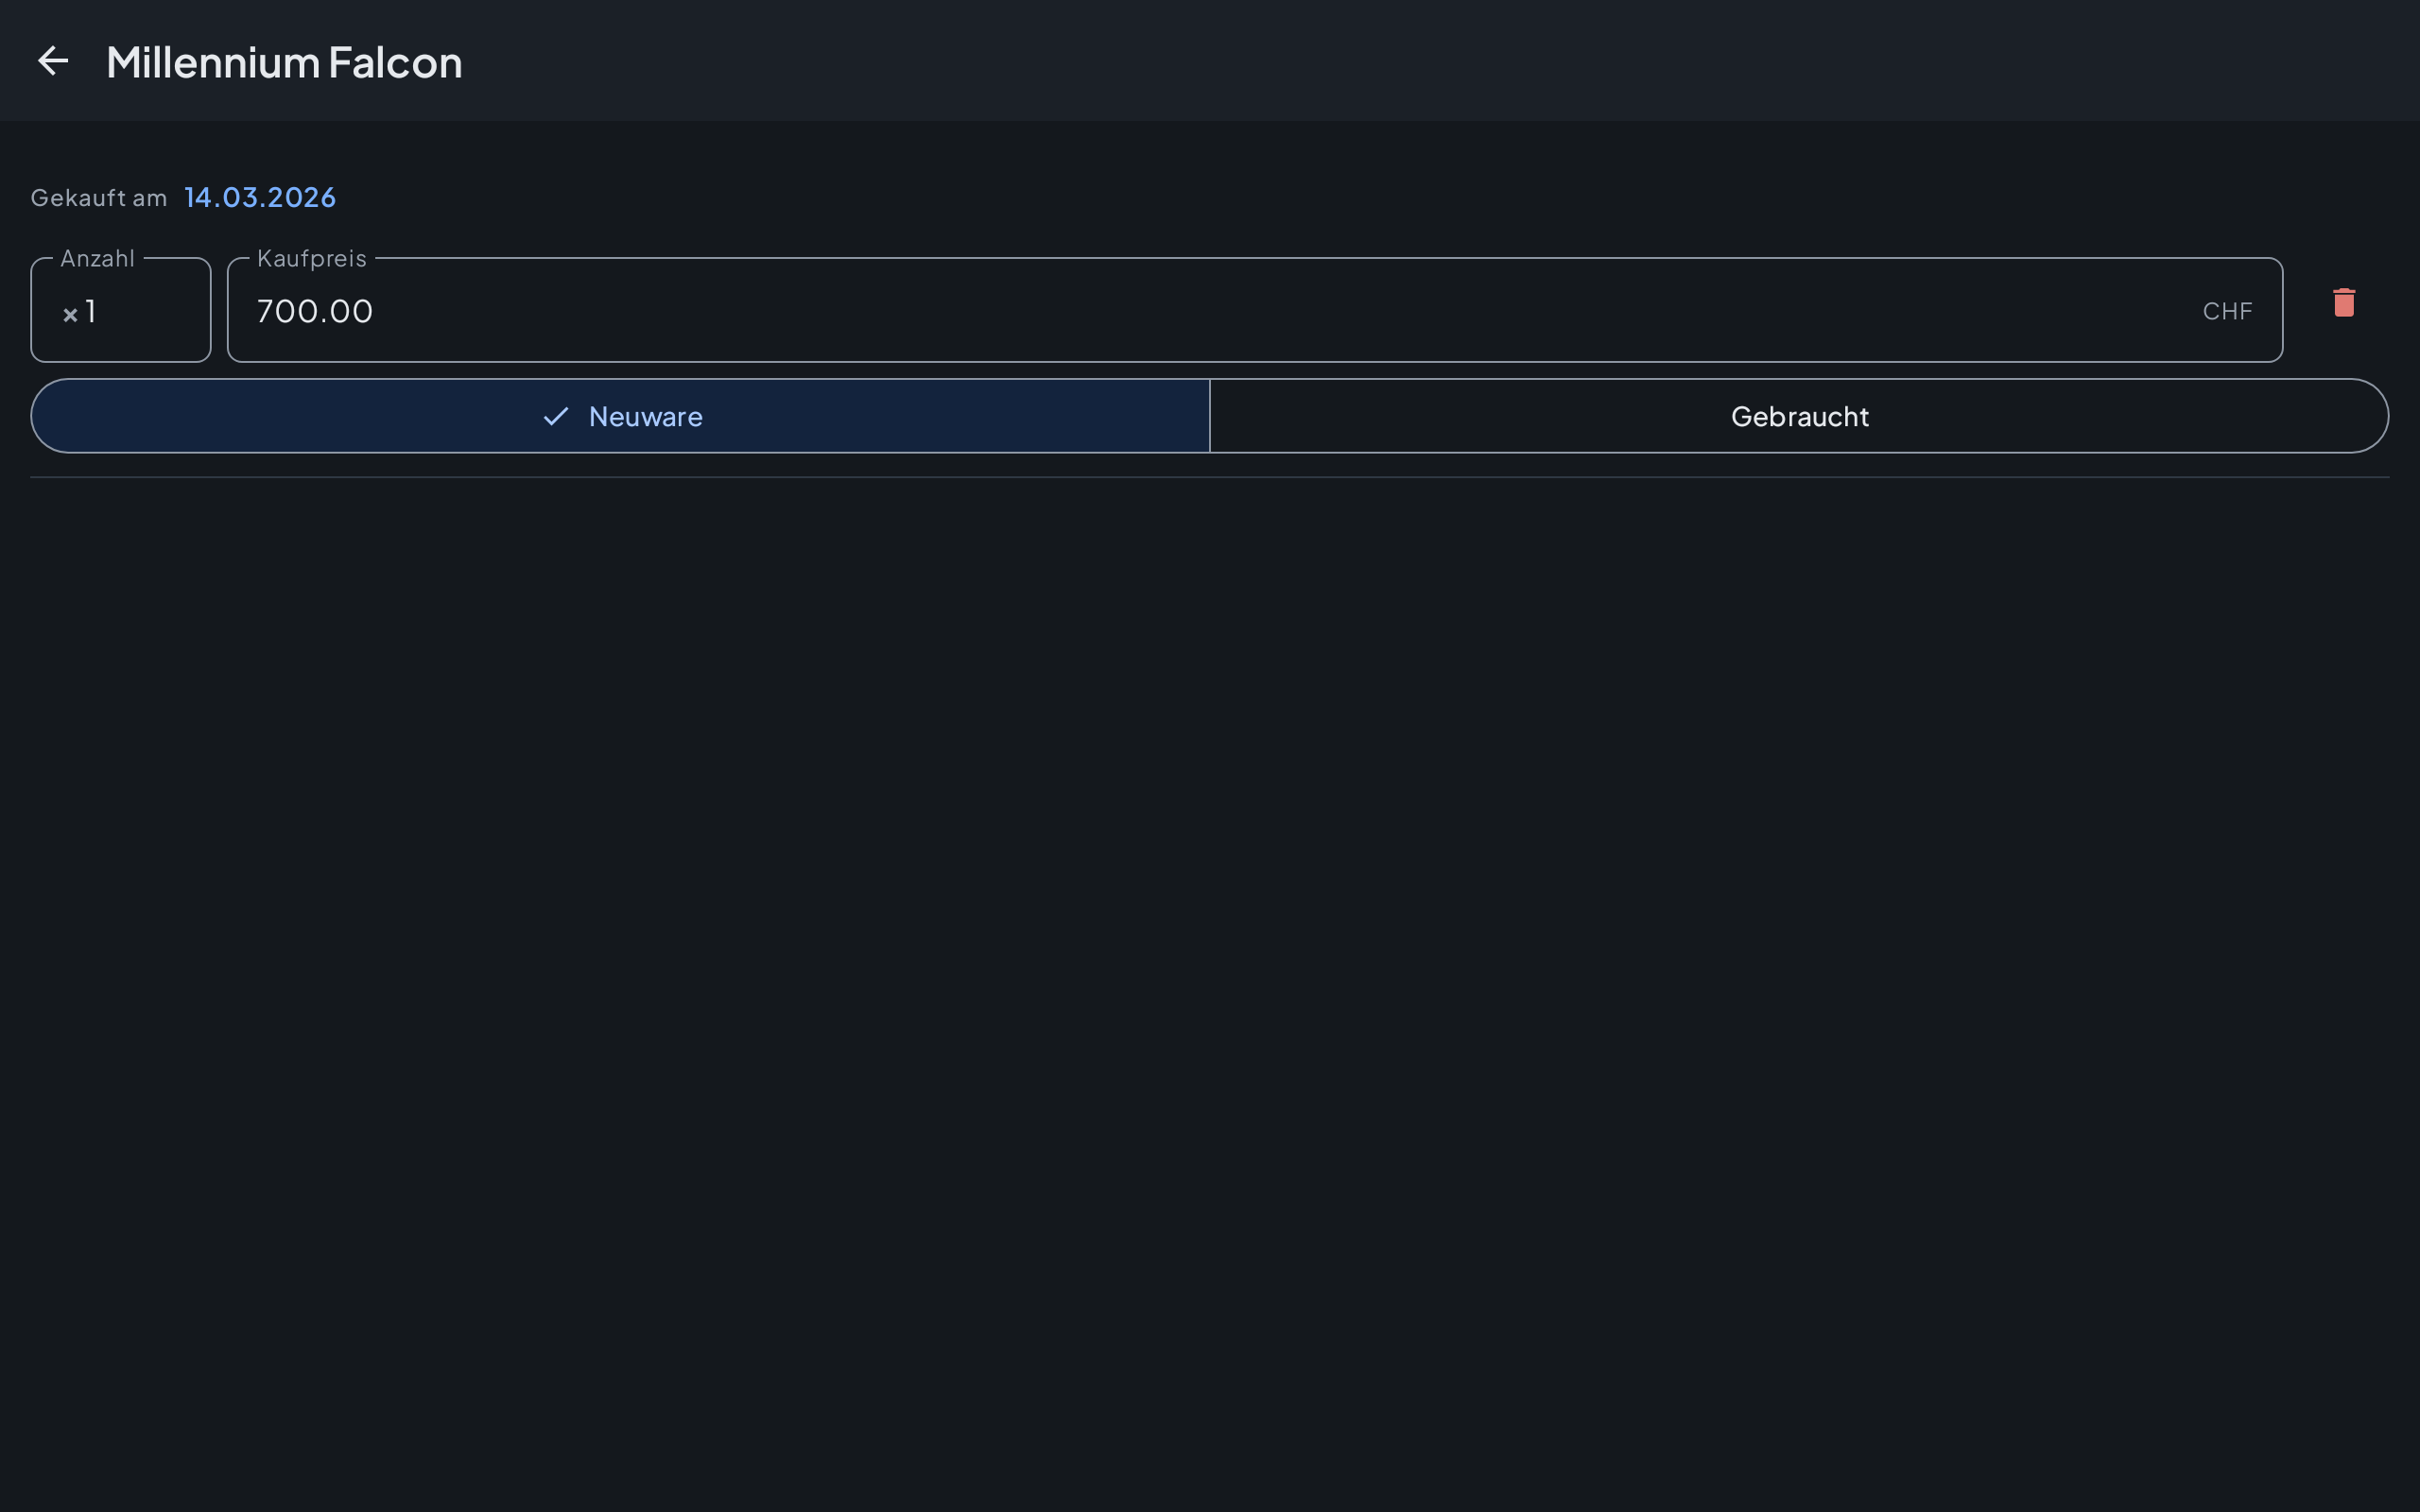 Millennium Falcon
Gekauft am 14.03.2026
Anzahl Kaufpreis
×1 700.00 CHF
Neuware Gebraucht